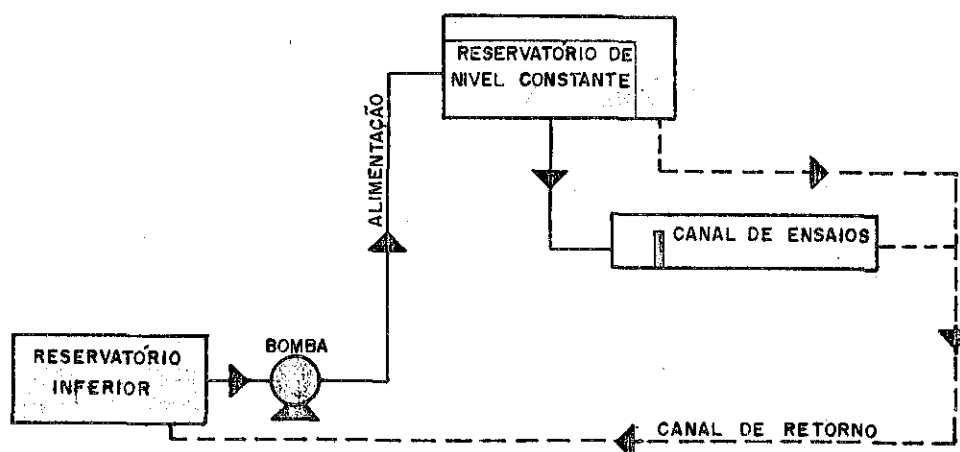 RESERVATÓRIO DE
NIVEL CONSTANTE
ALIMENTAÇÃO
CANAL DE ENSAIOS
BOMBA
RESERVATÓRIO
INFERIOR
CANAL DE RETORNO